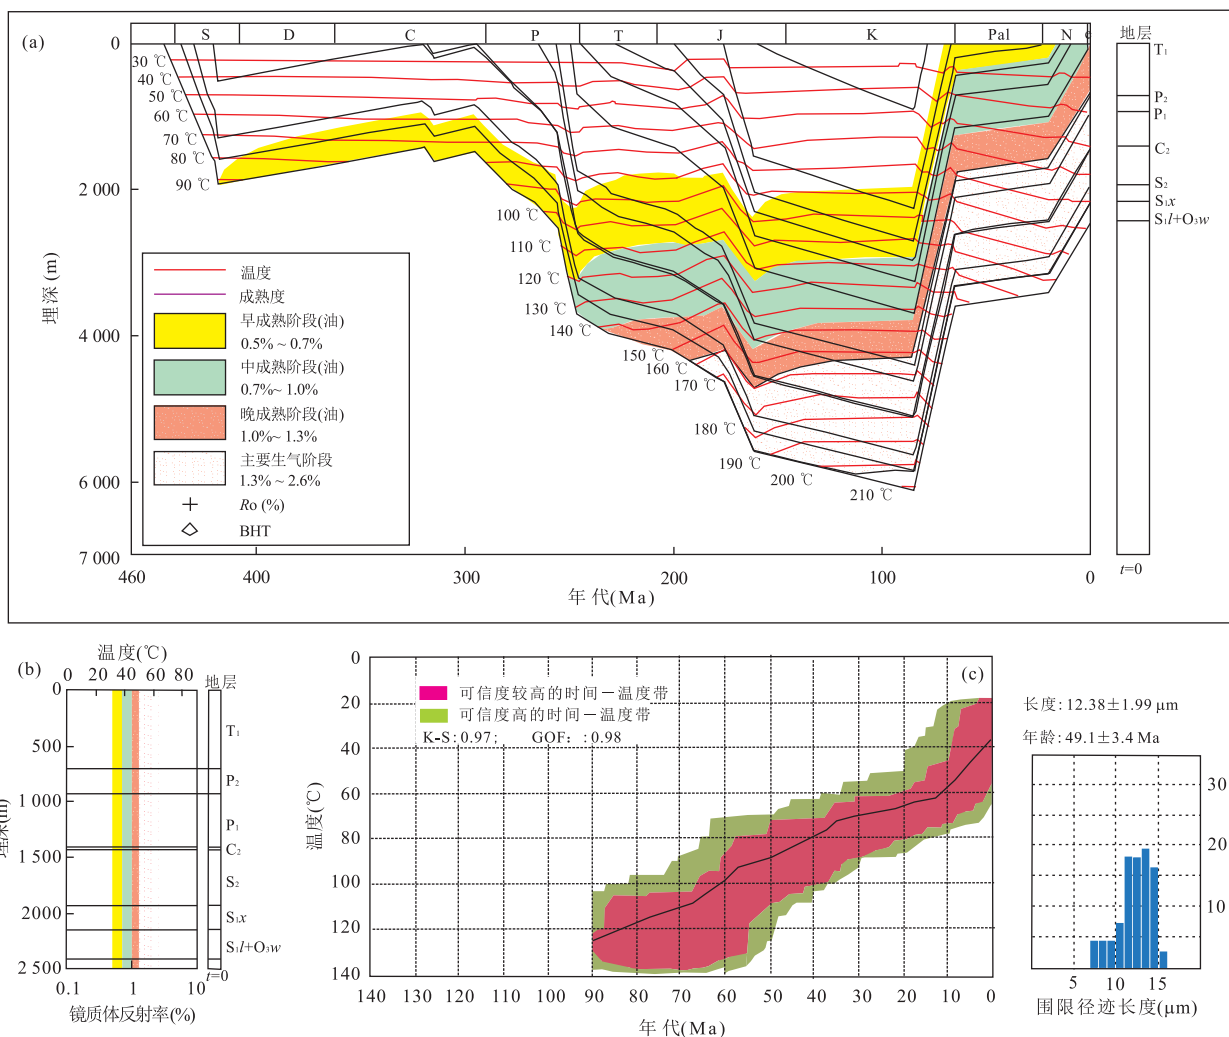 (a)
S D C P T J K Pal N
地层
0
2 000
4 000
6 000
7 000
埋深 (m)
30 ℃
40 ℃
50 ℃
60 ℃
70 ℃
80 ℃
90 ℃
100 ℃
110 ℃
120 ℃
130 ℃
140 ℃
150 ℃
160 ℃
170 ℃
180 ℃
190 ℃
200 ℃
210 ℃
T₁
P₂
P₁
C₂
S₂
S₁x
S₁l+O₃w
t=0
温度
成熟度
早成熟阶段(油)
0.5% ~ 0.7%
中成熟阶段(油)
0.7%~ 1.0%
晚成熟阶段(油)
1.0%~ 1.3%
主要生气阶段
1.3% ~ 2.6%
Ro (%)
BHT
460 400 300 200 100 0
年 代(Ma)
(b)
温度(℃)
0 20 40 60 80
地层
0
500
1 000
1 500
2000
2 500
埋深(m)
T₁
P₂
P₁
C₂
S₂
S₁x
S₁l+O₃w
t=0
0.1 1 10
镜质体反射率(%)
(c)
0
20
40
60
80
100
120
140
温度(℃)
可信度较高的时间－温度带
可信度高的时间－温度带
K-S: 0.97; GOF: :0.98
140 130 120 110 100 90 80 70 60 50 40 30 20 10 0
年 代(Ma)
长度: 12.38±1.99 μm
年龄: 49.1±3.4 Ma
30
20
10
5 10 15
围限径迹长度(μm)